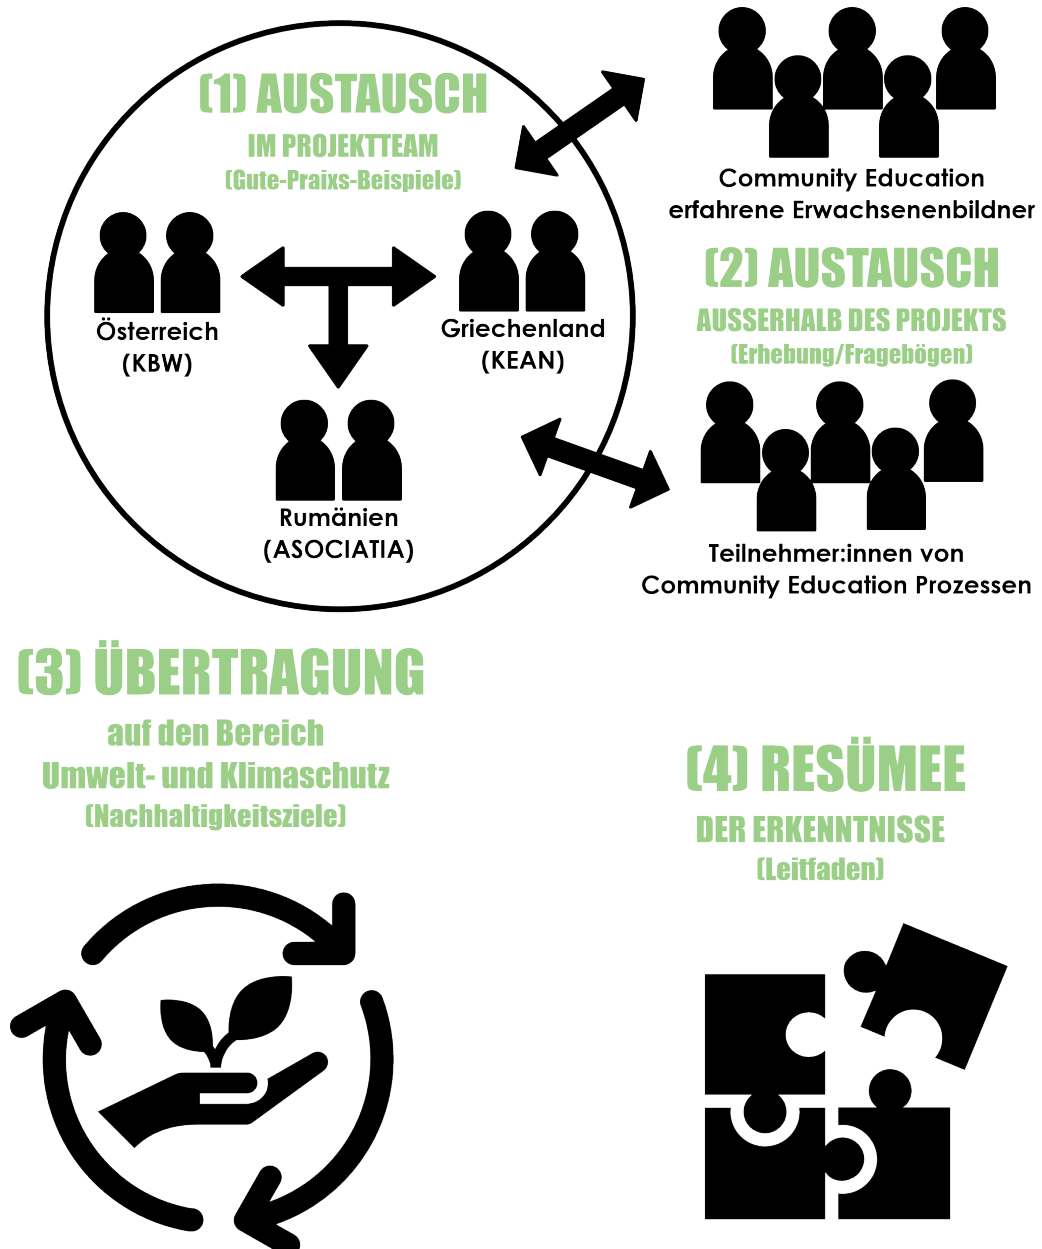 (1) AUSTAUSCH
IM PROJEKTTEAM
(Gute-Praixs-Beispiele)
Österreich
(KBW)
Griechenland
(KEAN)
Rumänien
(ASOCIATIA)
Community Education
erfahrene Erwachsenenbildner
(2) AUSTAUSCH
AUSSERHALB DES PROJEKTS
(Erhebung/Fragebögen)
Teilnehmer:innen von
Community Education Prozessen
(3) ÜBERTRAGUNG
auf den Bereich
Umwelt- und Klimaschutz
(Nachhaltigkeitsziele)
(4) RESÜMEE
DER ERKENNTNISSE
(Leitfaden)